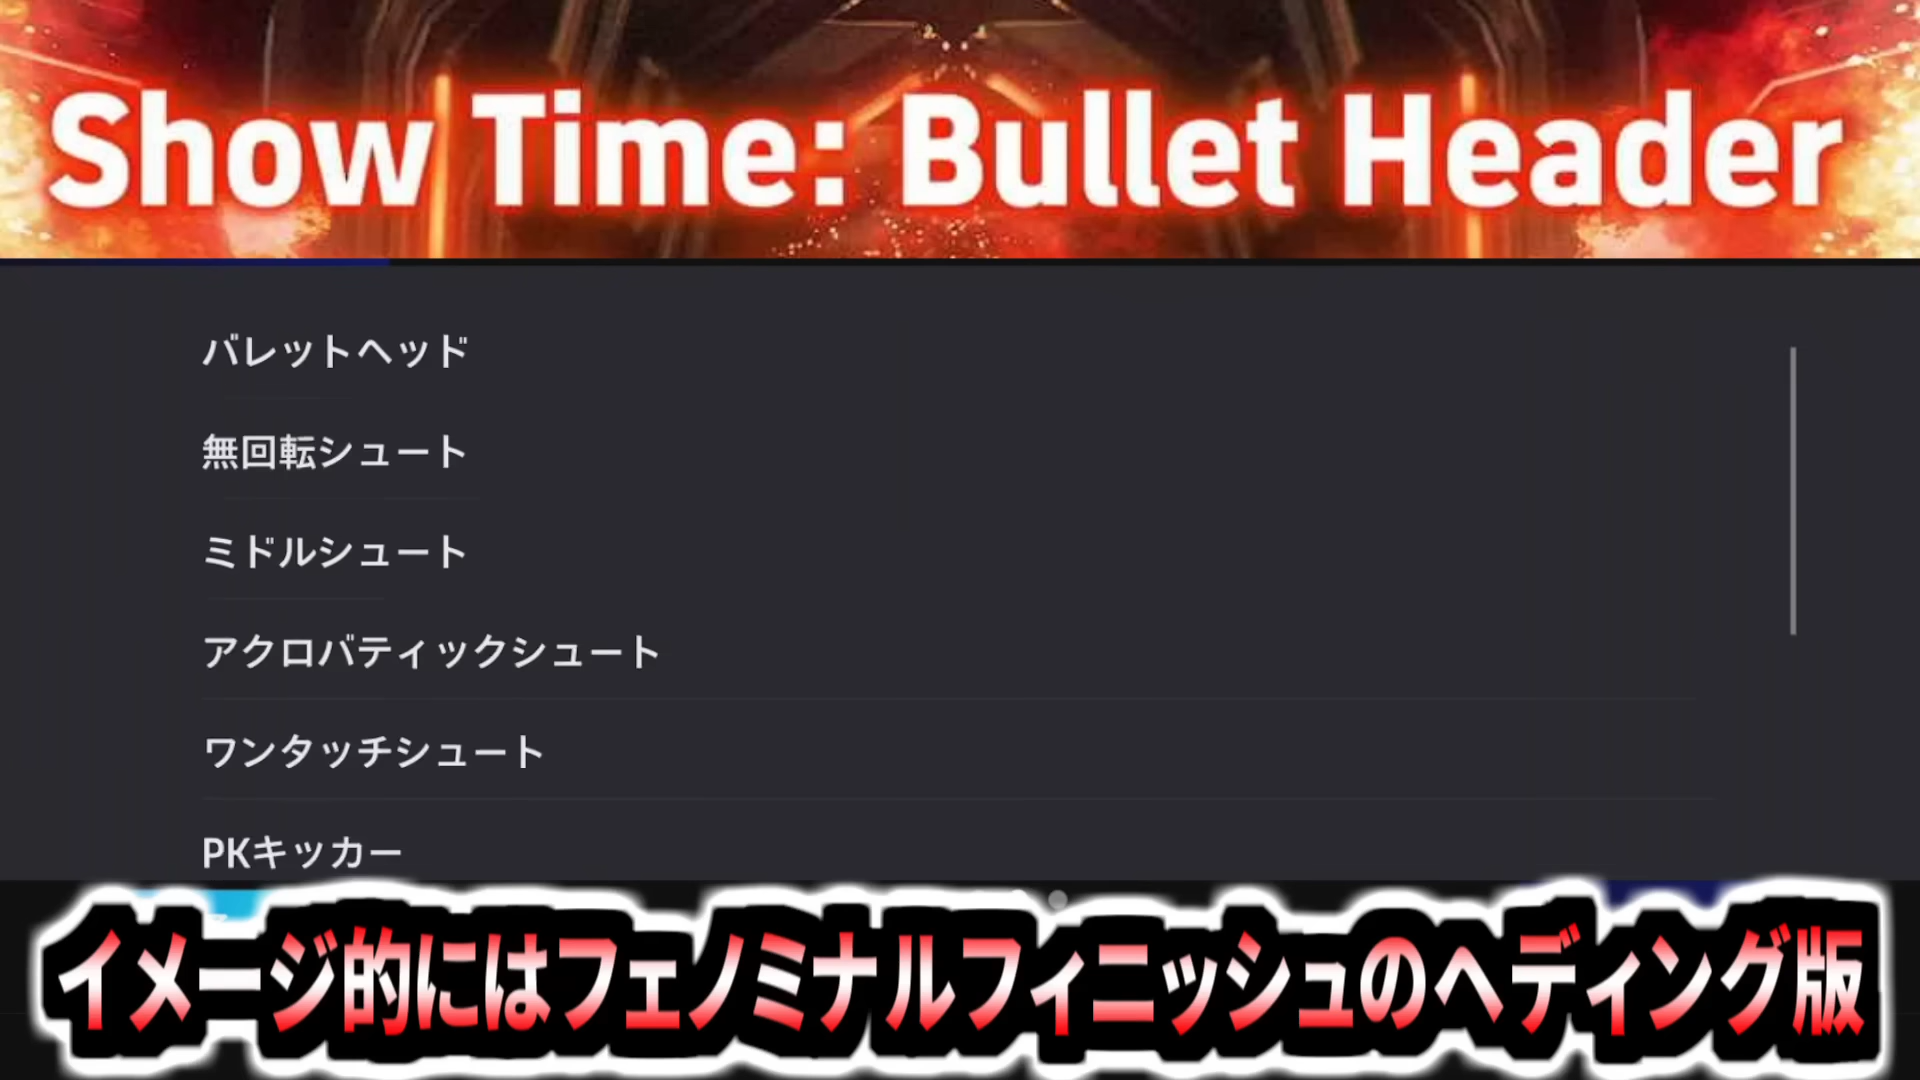 Show Time: Bullet Header
バレットヘッド
無回転シュート
ミドルシュート
アクロバティックシュート
ワンタッチシュート
PKキッカー
イメージ的にはフェノミナルフィニッシュのヘディング版